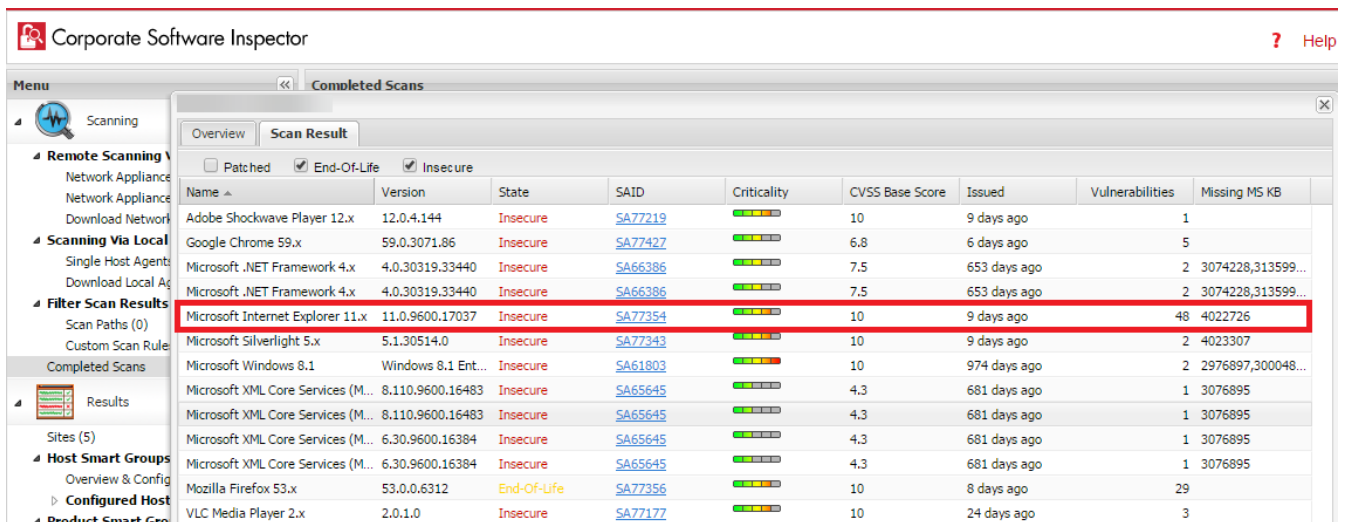 Corporate Software Inspector
? Help
Menu
Completed Scans
Scanning
Overview Scan Result
Remote Scanning V
Patched End-Of-Life Insecure
Network Appliance
Name Version State SAID Criticality CVSS Base Score Issued Vulnerabilities Missing MS KB
Network Appliance
Download Network
Adobe Shockwave Player 12.x 12.0.4.144 Insecure SA77219 10 9 days ago 1
Scanning Via Local
Google Chrome 59.x 59.0.3071.86 Insecure SA77427 6.8 6 days ago 5
Single Host Agents
Microsoft .NET Framework 4.x 4.0.30319.33440 Insecure SA66386 7.5 653 days ago 2 3074228,313599...
Download Local Ag
Microsoft .NET Framework 4.x 4.0.30319.33440 Insecure SA66386 7.5 653 days ago 2 3074228,313599...
Filter Scan Results
Microsoft Internet Explorer 11.x 11.0.9600.17037 Insecure SA77354 10 9 days ago 48 4022726
Scan Paths (0)
Microsoft Silverlight 5.x 5.1.30514.0 Insecure SA77343 10 9 days ago 2 4023307
Custom Scan Rule
Microsoft Windows 8.1 Windows 8.1 Ent... Insecure SA61803 10 974 days ago 2 2976897,300048...
Completed Scans
Microsoft XML Core Services (M... 8.110.9600.16483 Insecure SA65645 4.3 681 days ago 1 3076895
Results
Microsoft XML Core Services (M... 8.110.9600.16483 Insecure SA65645 4.3 681 days ago 1 3076895
Sites (5)
Microsoft XML Core Services (M... 6.30.9600.16384 Insecure SA65645 4.3 681 days ago 1 3076895
Host Smart Groups
Microsoft XML Core Services (M... 6.30.9600.16384 Insecure SA65645 4.3 681 days ago 1 3076895
Overview & Config
Mozilla Firefox 53.x 53.0.0.6312 End-Of-Life SA77356 10 8 days ago 29
Configured Host
VLC Media Player 2.x 2.0.1.0 Insecure SA77177 10 24 days ago 3
Product Smart Gro